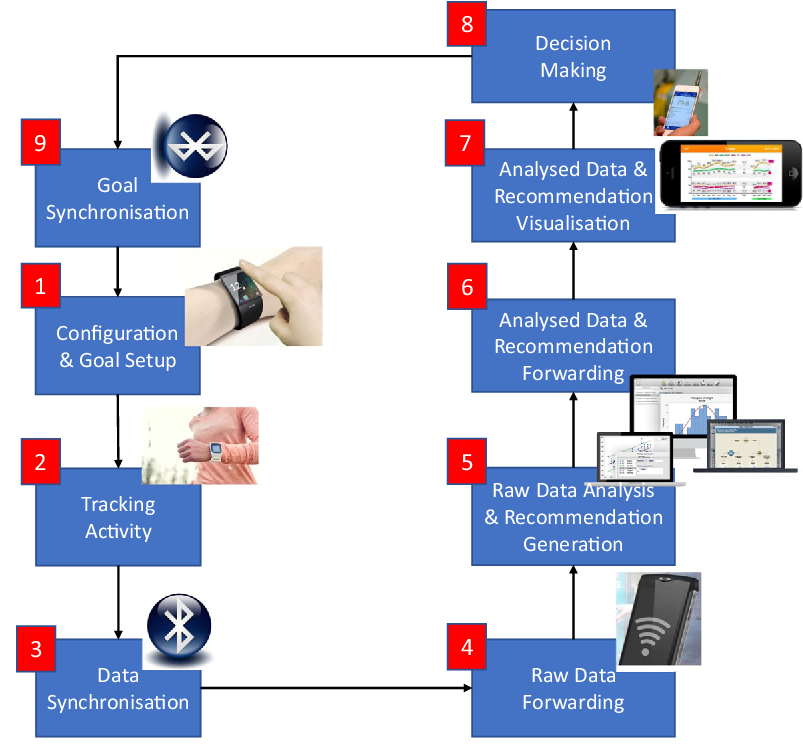 8
Decision
Making
9
Goal
Synchronisation
7
Analysed Data &
Recommendation
Visualisation
1
Configuration
& Goal Setup
6
Analysed Data &
Recommendation
Forwarding
2
Tracking
Activity
5
Raw Data Analysis
& Recommendation
Generation
3
Data
Synchronisation
4
Raw Data
Forwarding